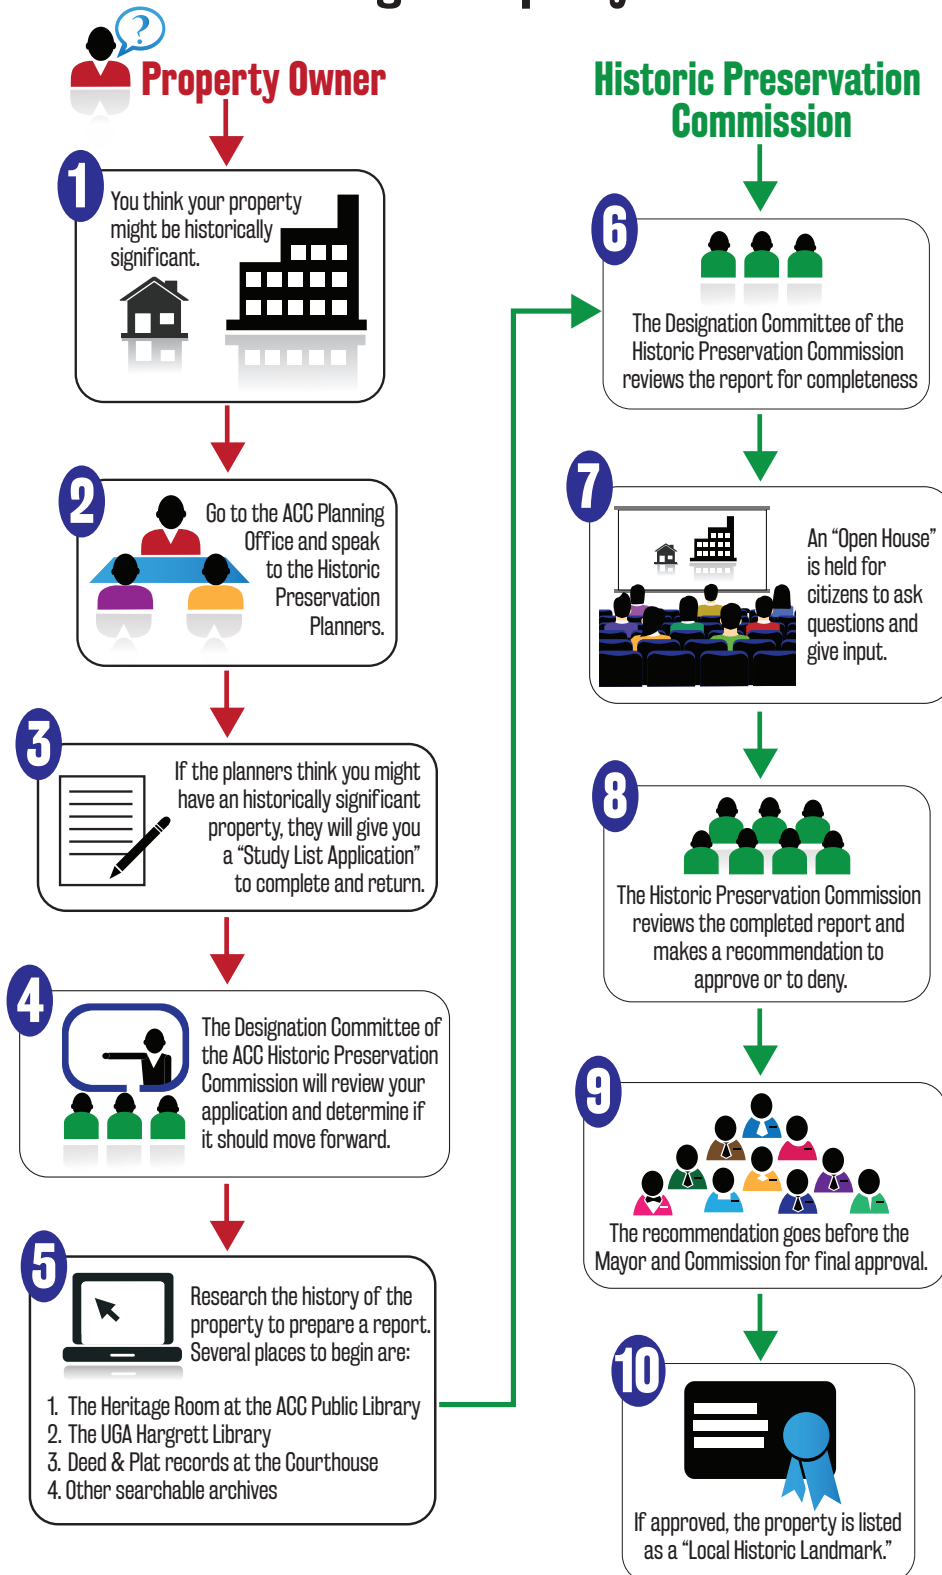 ?
Property Owner
1
You think your property
might be historically
significant.
2
Go to the ACC Planning
Office and speak
to the Historic
Preservation
Planners.
3
If the planners think you might
have an historically significant
property, they will give you
a “Study List Application”
to complete and return.
4
The Designation Committee of
the ACC Historic Preservation
Commission will review your
application and determine if
it should move forward.
5
Research the history of the
property to prepare a report.
Several places to begin are:
1. The Heritage Room at the ACC Public Library
2. The UGA Hargrett Library
3. Deed & Plat records at the Courthouse
4. Other searchable archives
Historic Preservation
Commission
6
The Designation Committee of the
Historic Preservation Commission
reviews the report for completeness
7
An “Open House”
is held for
citizens to ask
questions and
give input.
8
The Historic Preservation Commission
reviews the completed report and
makes a recommendation to
approve or to deny.
9
The recommendation goes before the
Mayor and Commission for final approval.
10
If approved, the property is listed
as a “Local Historic Landmark.”